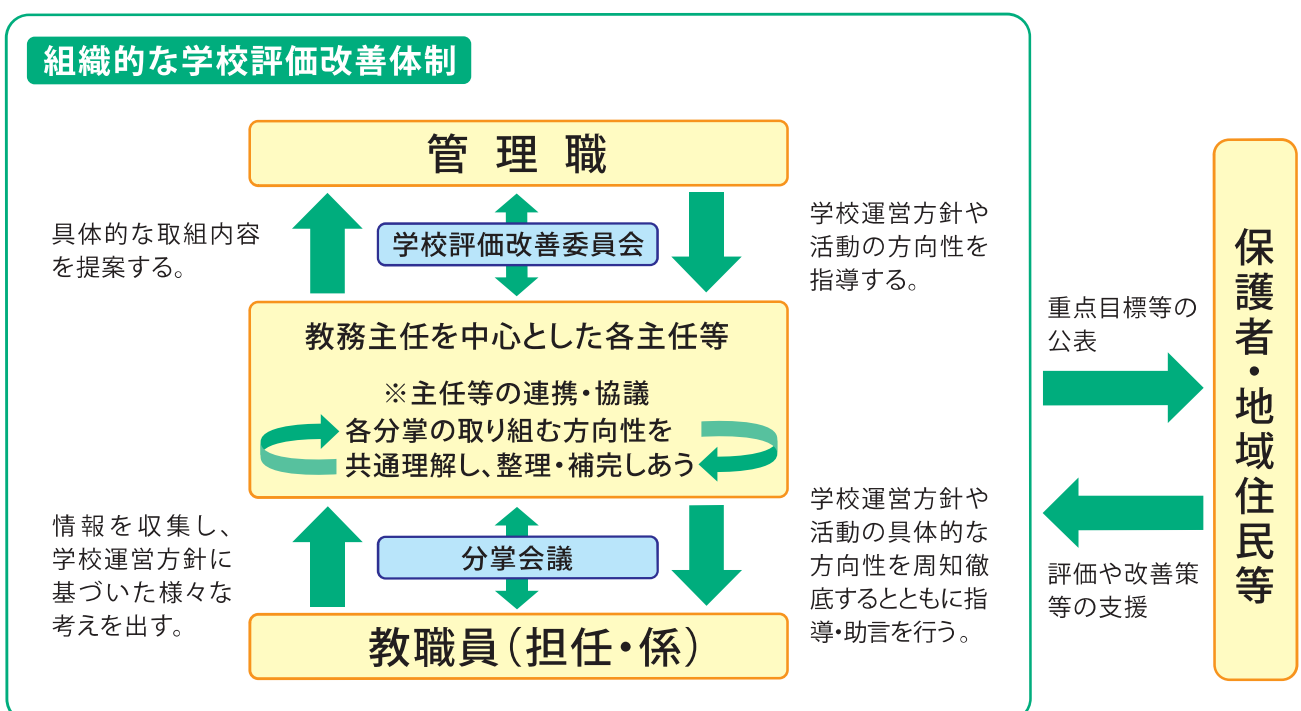 組織的な学校評価改善体制
管理職
具体的な取組内容
を提案する。
学校評価改善委員会
学校運営方針や
活動の方向性を
指導する。
教務主任を中心とした各主任等
※主任等の連携・協議
各分掌の取り組む方向性を
共通理解し、整理・補完しあう
情報を収集し、
学校運営方針に
基づいた様々な
考えを出す。
分掌会議
学校運営方針や
活動の具体的な
方向性を周知徹
底するとともに指
導・助言を行う。
教職員（担任・係）
重点目標等の
公表
評価や改善策
等の支援
保護者・地域住民等